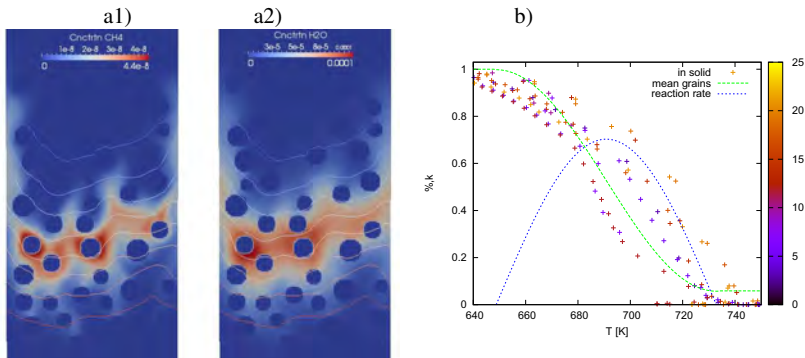 a1)
a2)
b)
Cnctrtn CH4
1e-8 2e-8 3e-8 4e-8
0 4.4e-8
Cnctrtn H2O
3e-5 5e-5 8e-5 0.0001
0 0.0001
in solid
mean grains
reaction rate
%,k
1
0.8
0.6
0.4
0.2
0
640 660 680 700 720 740
T [K]
25
20
15
10
5
0